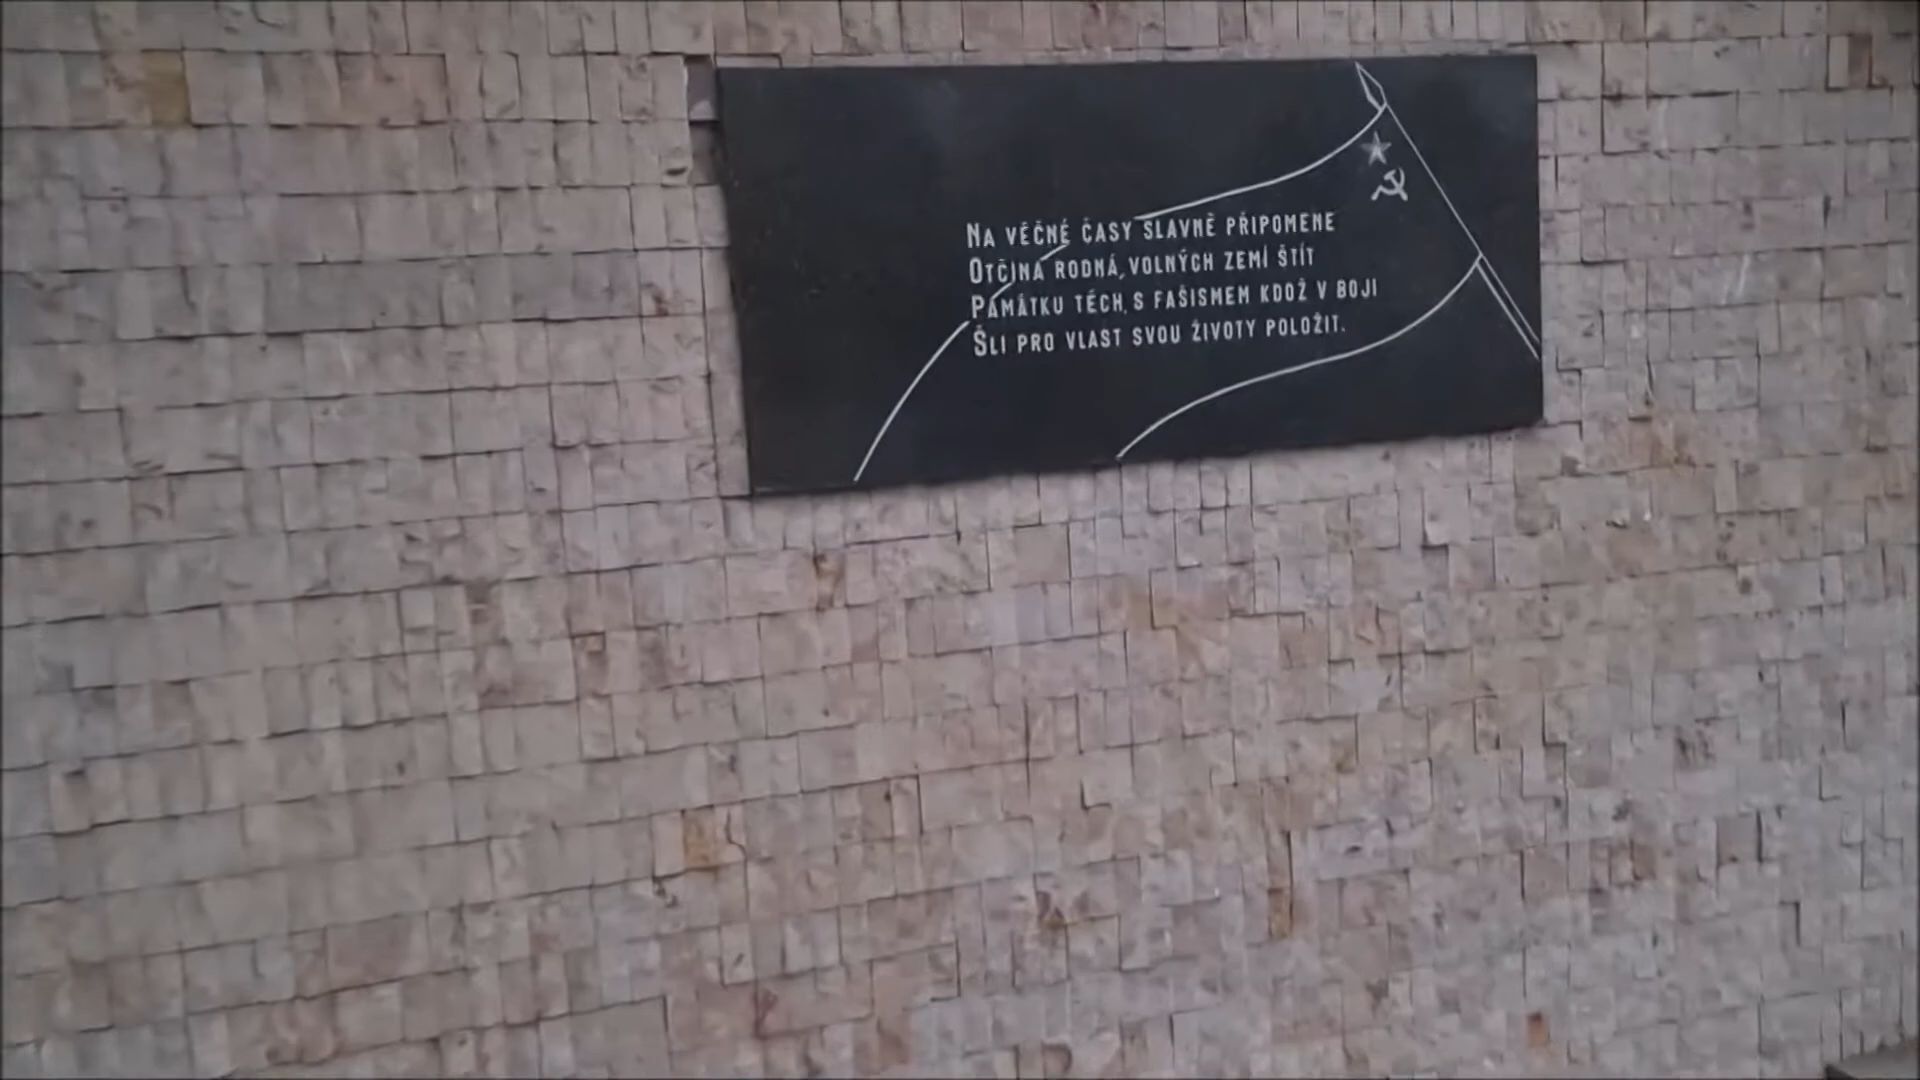 Na věčné časy slavně připomene
Otčina rodná, volných zemí štít
Památku těch, s fašismem kdož v boji
Šli pro vlast svou životy položit.